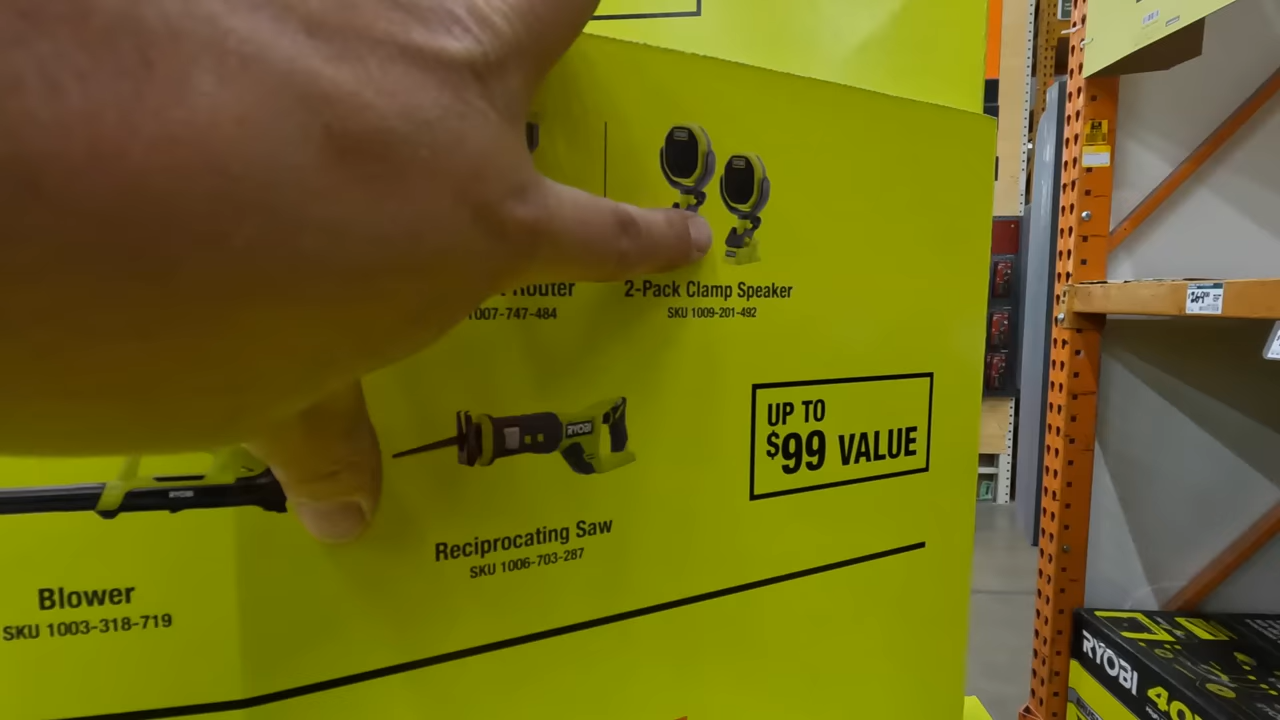 Router
1007-747-484
2-Pack Clamp Speaker
SKU 1009-201-492
RYOBI
UP TO
$99 VALUE
Reciprocating Saw
SKU 1006-703-287
RYOBI
Blower
SKU 1003-318-719
RYOBI 40